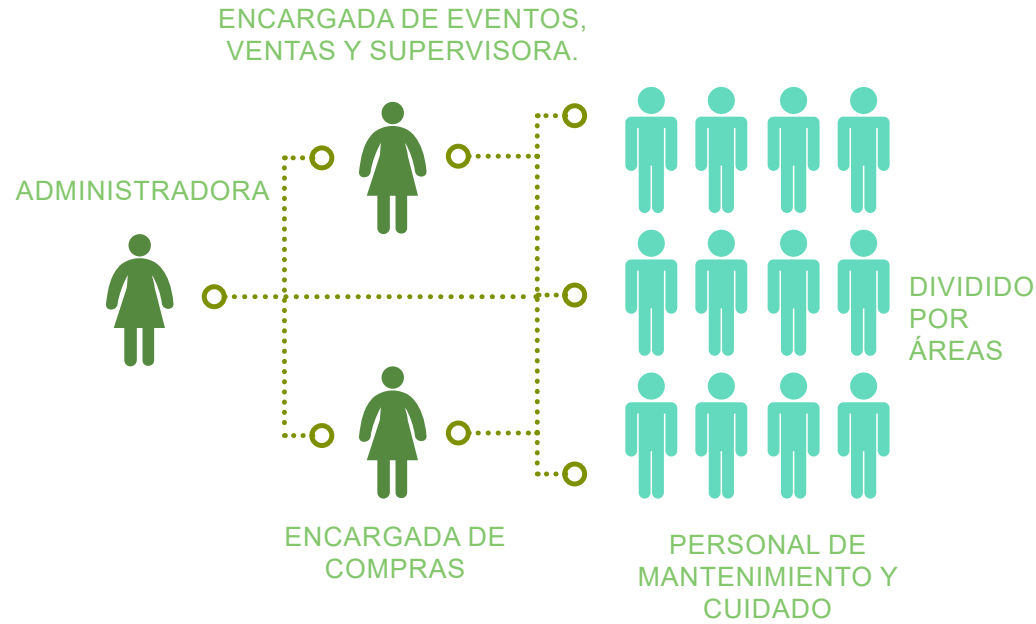 ENCARGADA DE EVENTOS,
VENTAS Y SUPERVISORA.
ADMINISTRADORA
DIVIDIDO
POR
ÁREAS
ENCARGADA DE
COMPRAS
PERSONAL DE
MANTENIMIENTO Y
CUIDADO